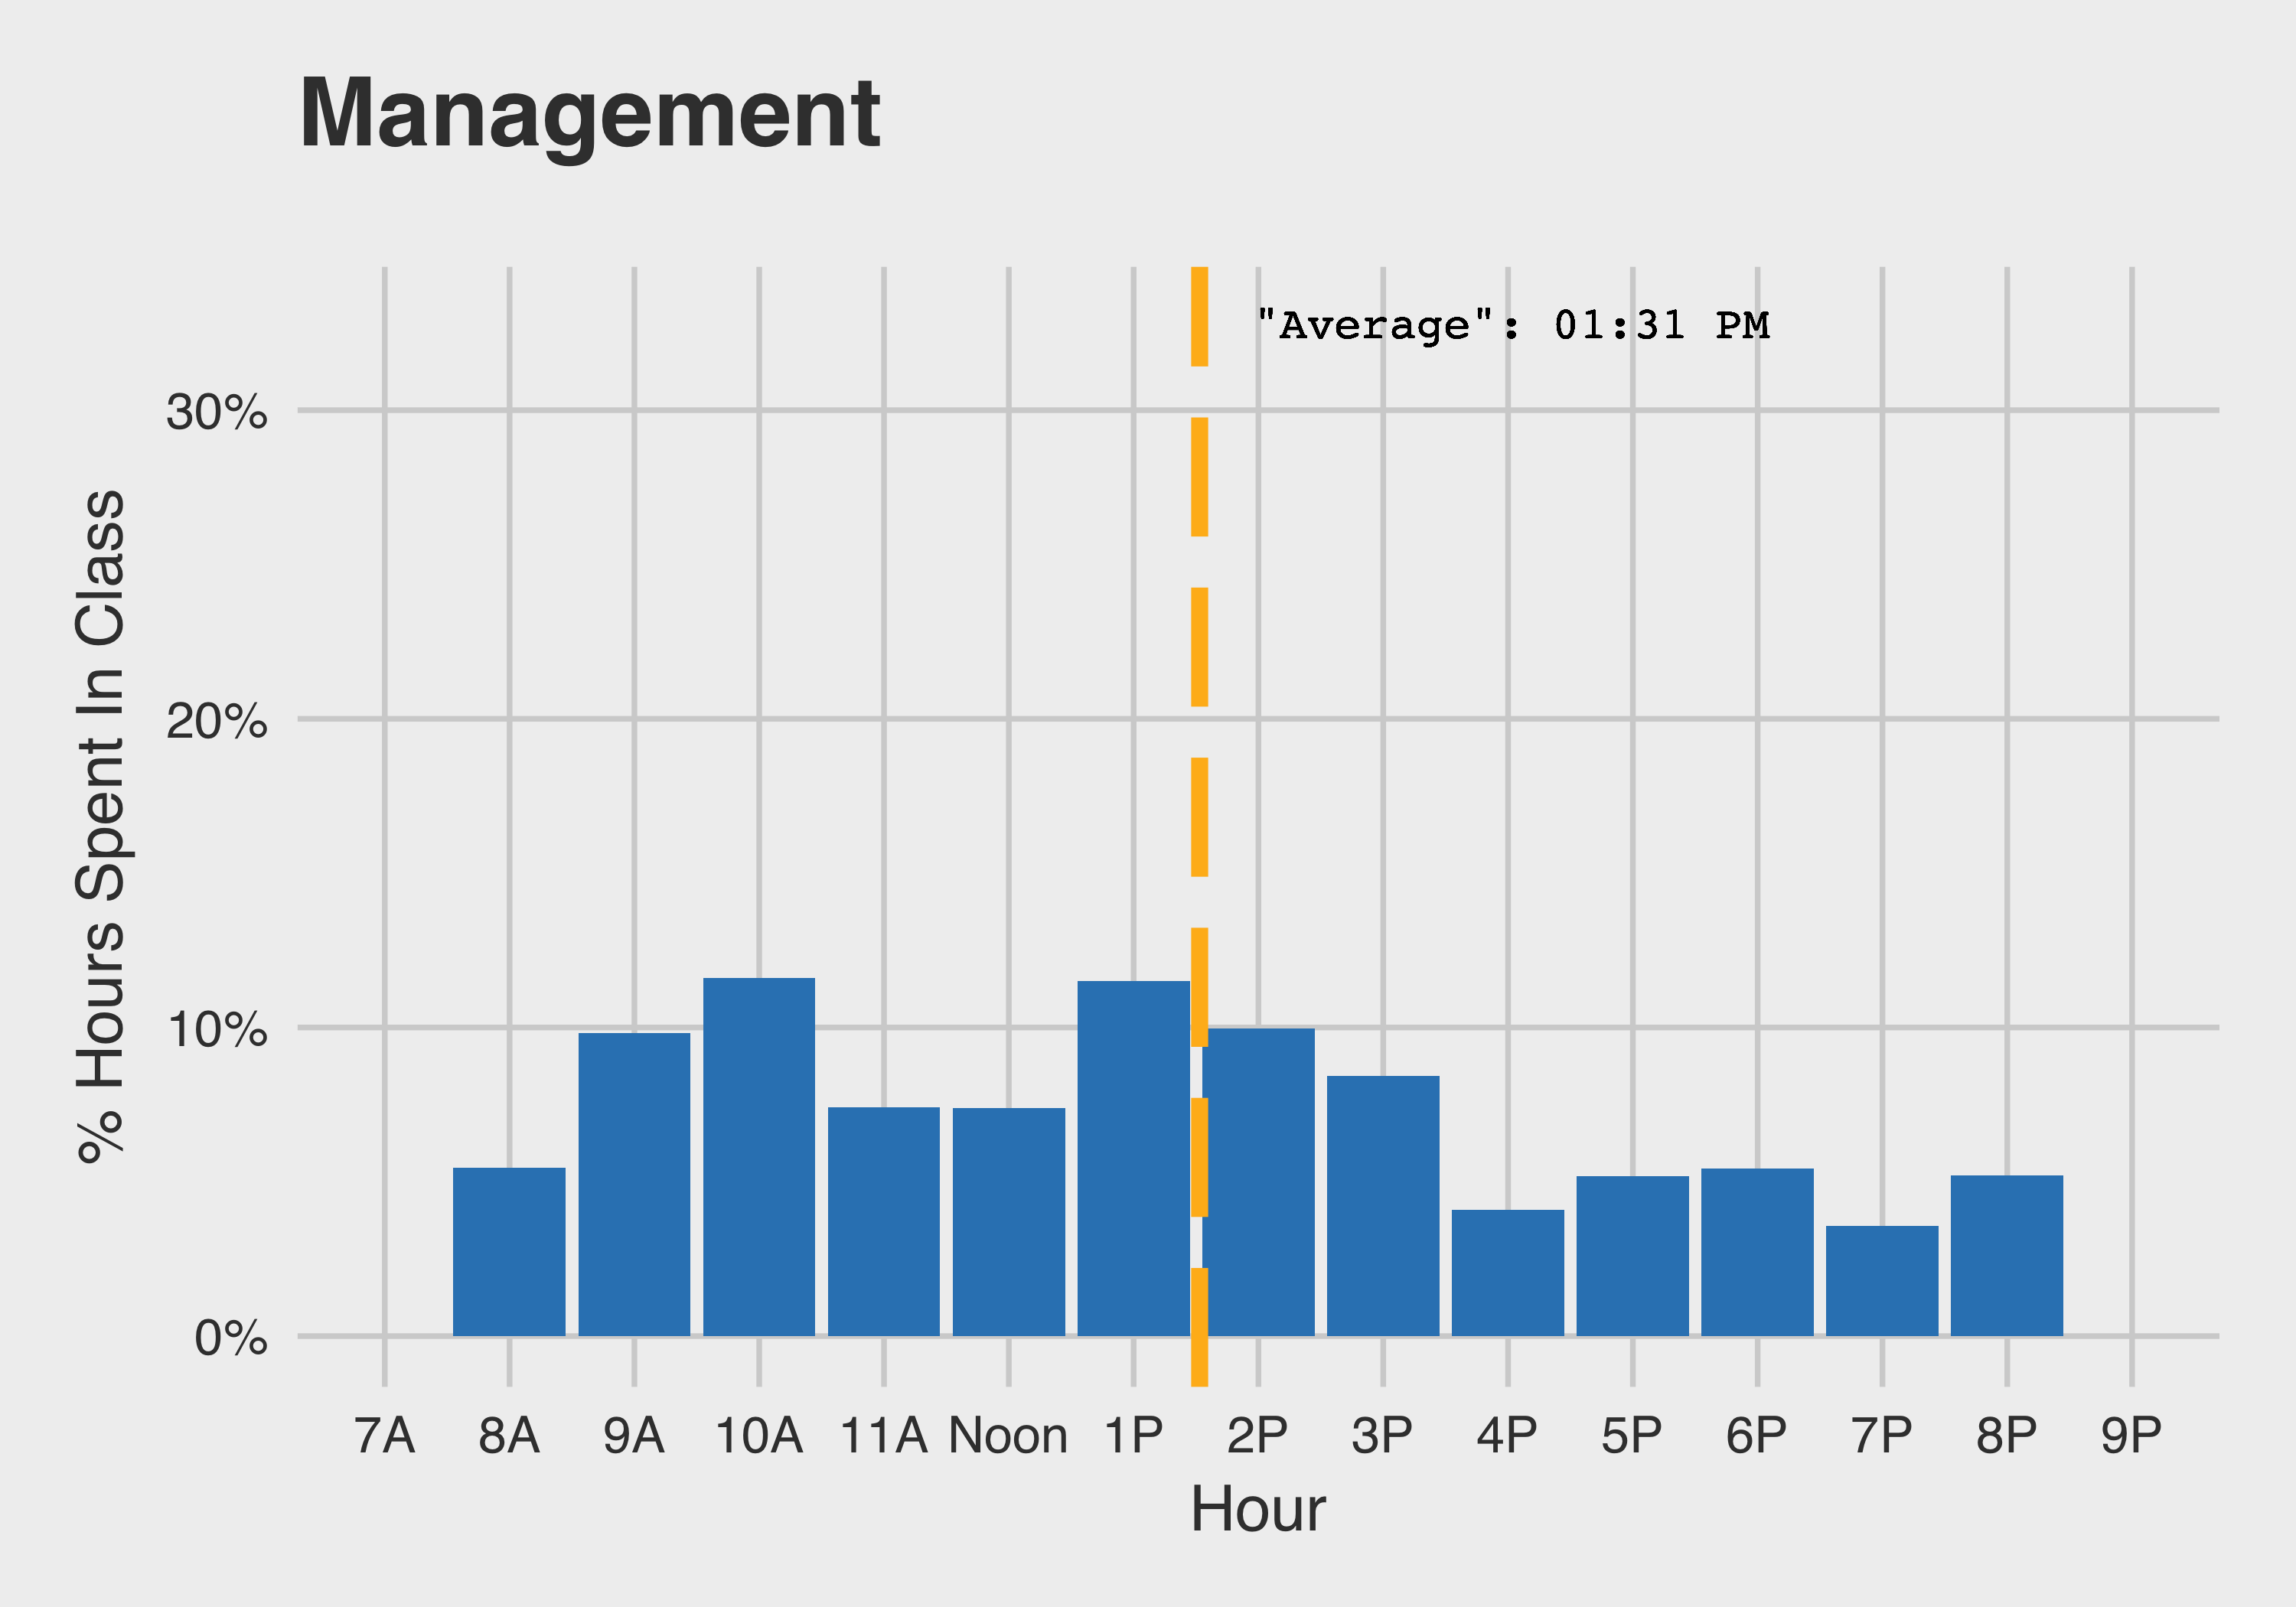 Management
"Average": 01:31 PM
% Hours Spent In Class
30%
20%
10%
0%
7A 8A 9A 10A 11A Noon 1P 2P 3P 4P 5P 6P 7P 8P 9P
Hour